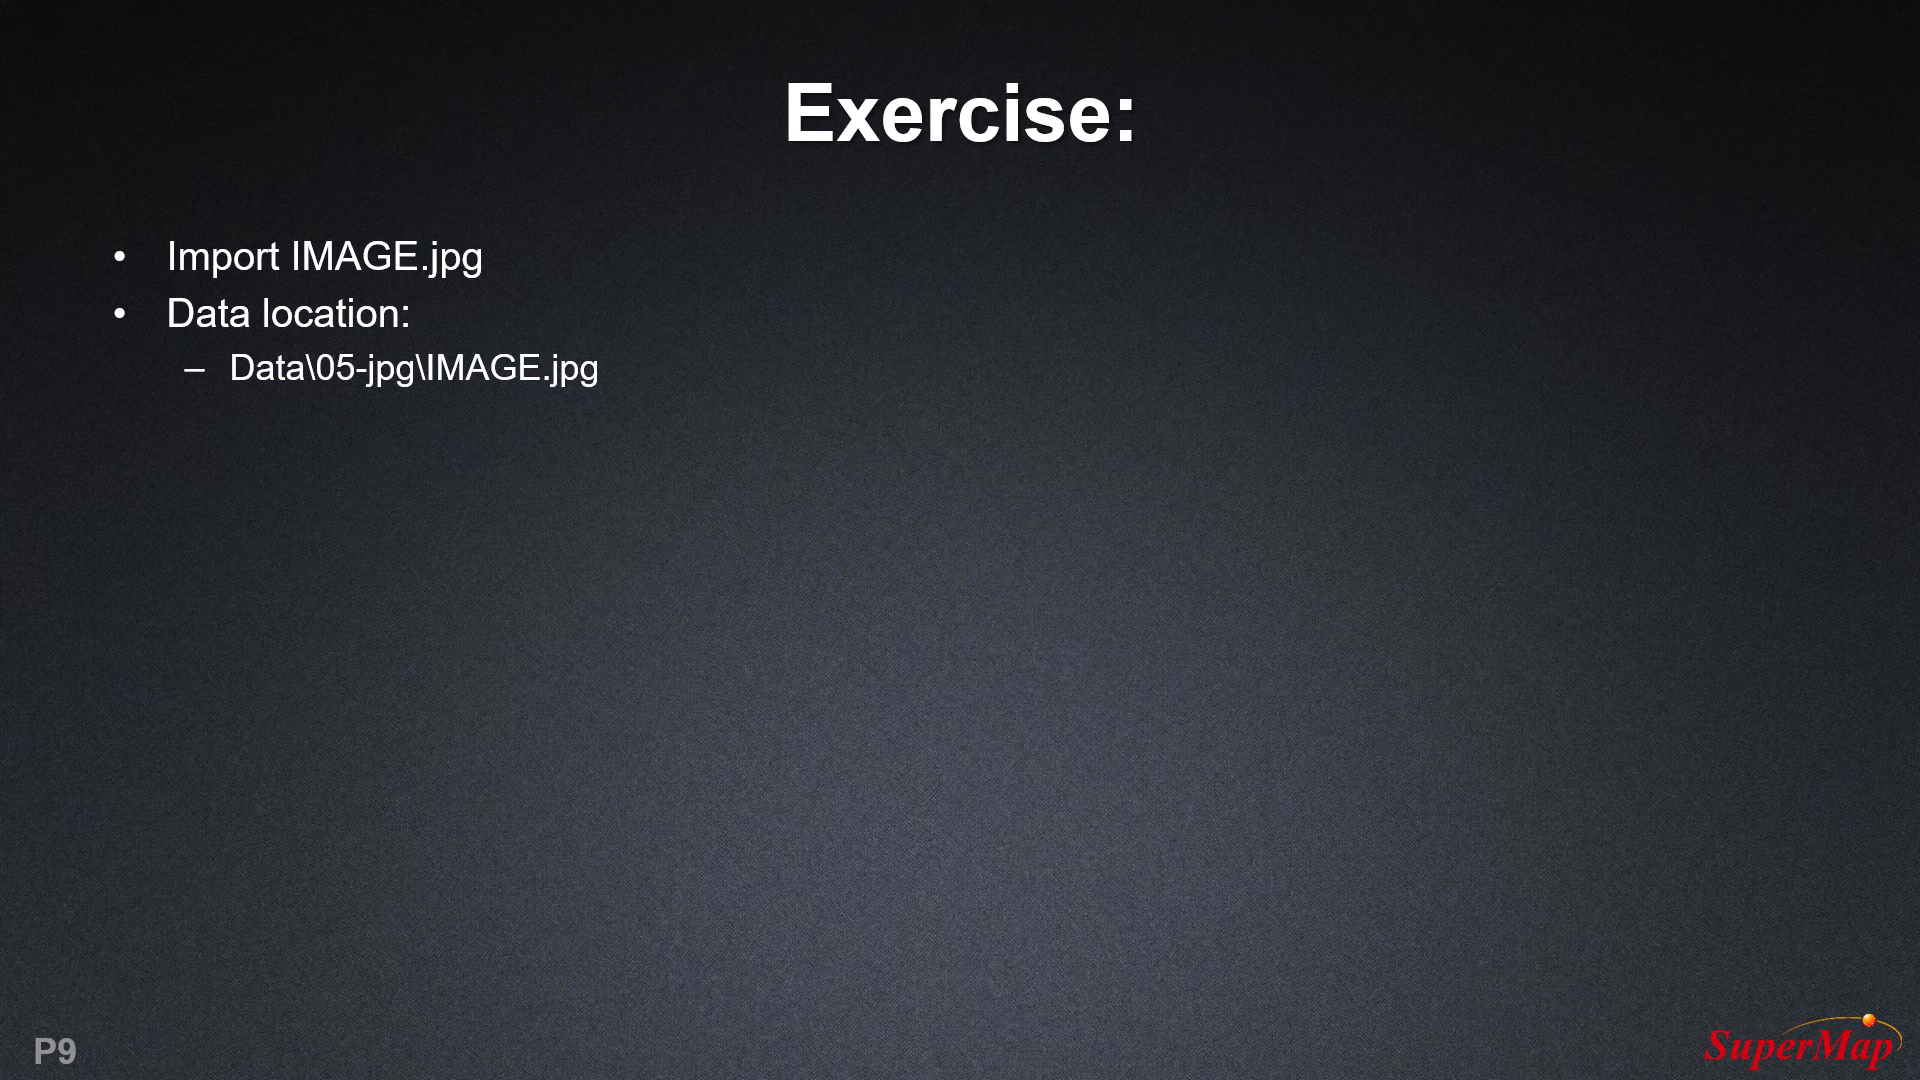 Exercise:
• Import IMAGE.jpg
• Data location:
– Data\05-jpg\IMAGE.jpg
P9
SuperMap